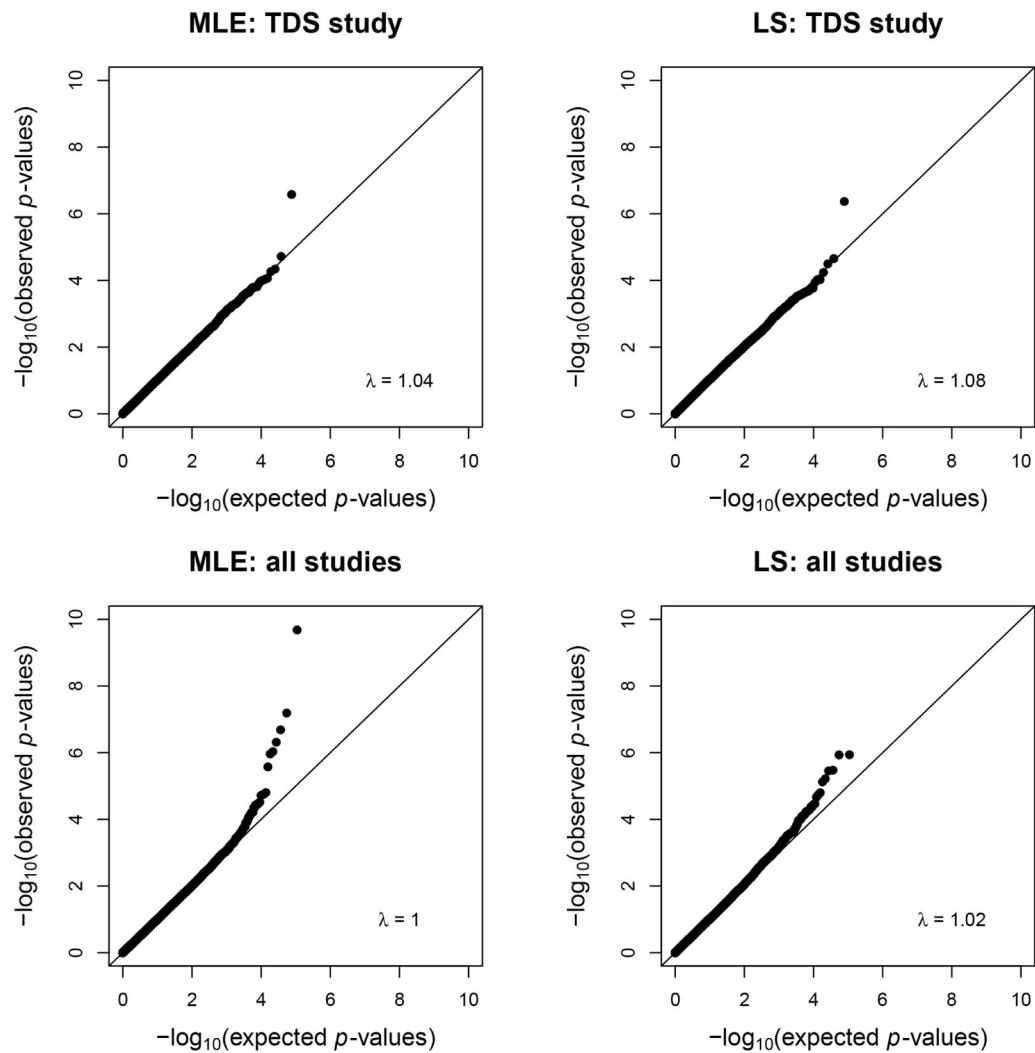 MLE: TDS study
−log₁₀(observed p-values)
10
8
6
4
2
0
λ = 1.04
0 2 4 6 8 10
−log₁₀(expected p-values)
LS: TDS study
−log₁₀(observed p-values)
10
8
6
4
2
0
λ = 1.08
0 2 4 6 8 10
−log₁₀(expected p-values)
MLE: all studies
−log₁₀(observed p-values)
10
8
6
4
2
0
λ = 1
0 2 4 6 8 10
−log₁₀(expected p-values)
LS: all studies
−log₁₀(observed p-values)
10
8
6
4
2
0
λ = 1.02
0 2 4 6 8 10
−log₁₀(expected p-values)